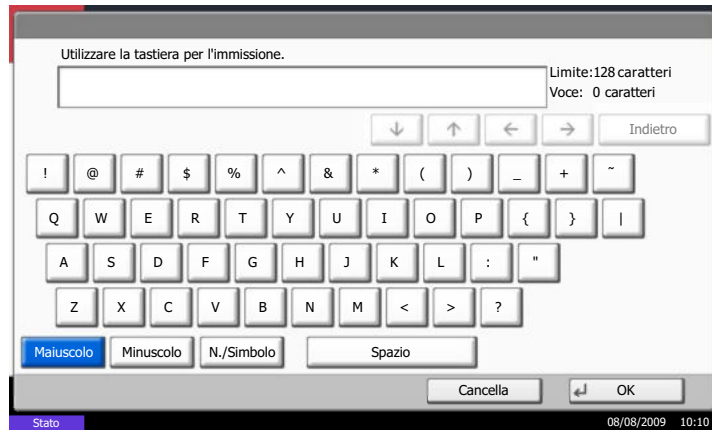 Utilizzare la tastiera per l'immissione.
Limite:128 caratteri
Voce: 0 caratteri
↓ ↑ ← → Indietro
! @ # $ % ^ & * ( ) _ + ~
Q W E R T Y U I O P { } |
A S D F G H J K L : "
Z X C V B N M < > ?
Maiuscolo Minuscolo N./Simbolo Spazio
Cancella OK
Stato 08/08/2009 10:10